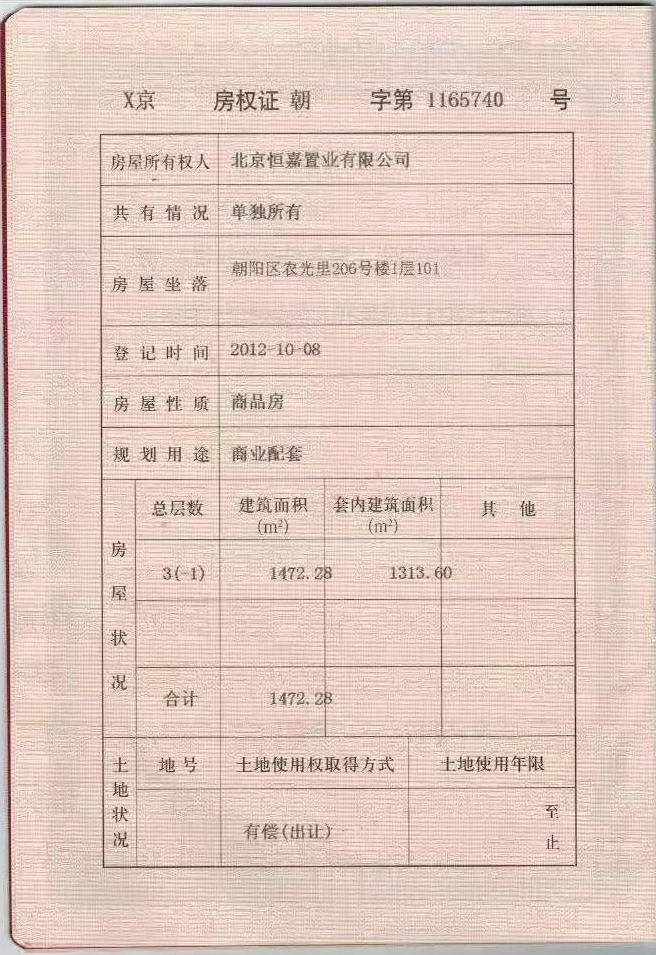 X京 房权证 朝 字第 1165740 号
房屋所有权人 北京恒嘉置业有限公司
共有情况 单独所有
房屋坐落 朝阳区农光里206号楼1层101
登记时间 2012-10-08
房屋性质 商品房
规划用途 商业配套
房屋状况
总层数 建筑面积(m²) 套内建筑面积(m²) 其他
3(-1) 1472.28 1313.60
合计 1472.28
土地状况
地号 土地使用权取得方式 土地使用年限
有偿(出让) 至
止